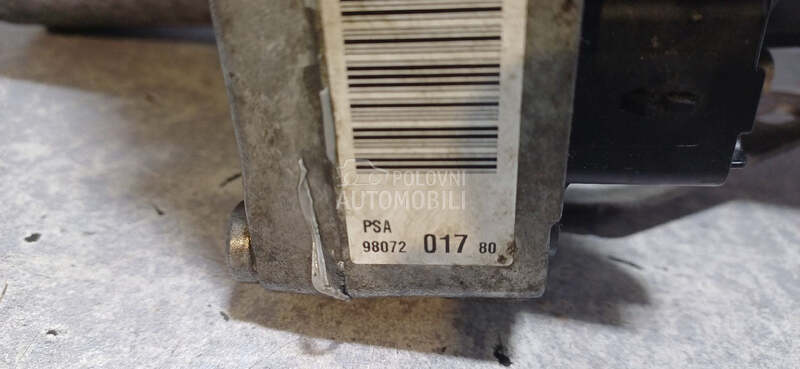 POLOVNI
AUTOMOBILI
PSA
98072 017 80